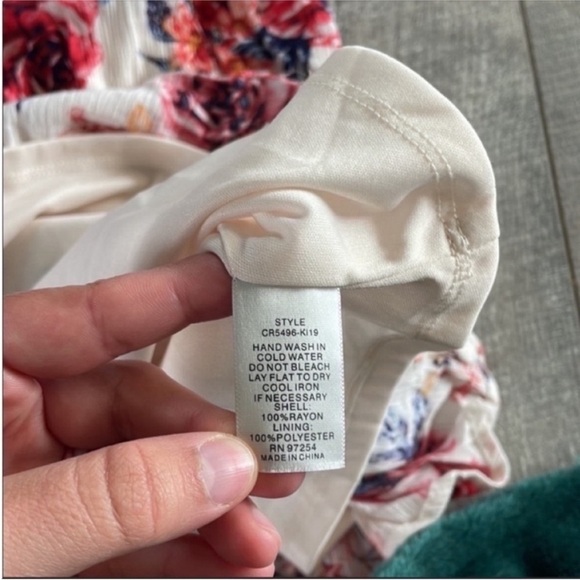 STYLE
CR5496-KI19
HAND WASH IN
COLD WATER
DO NOT BLEACH
LAY FLAT TO DRY
COOL IRON
IF NECESSARY
SHELL:
100%RAYON
LINING:
100%POLYESTER
RN 97254
MADE IN CHINA